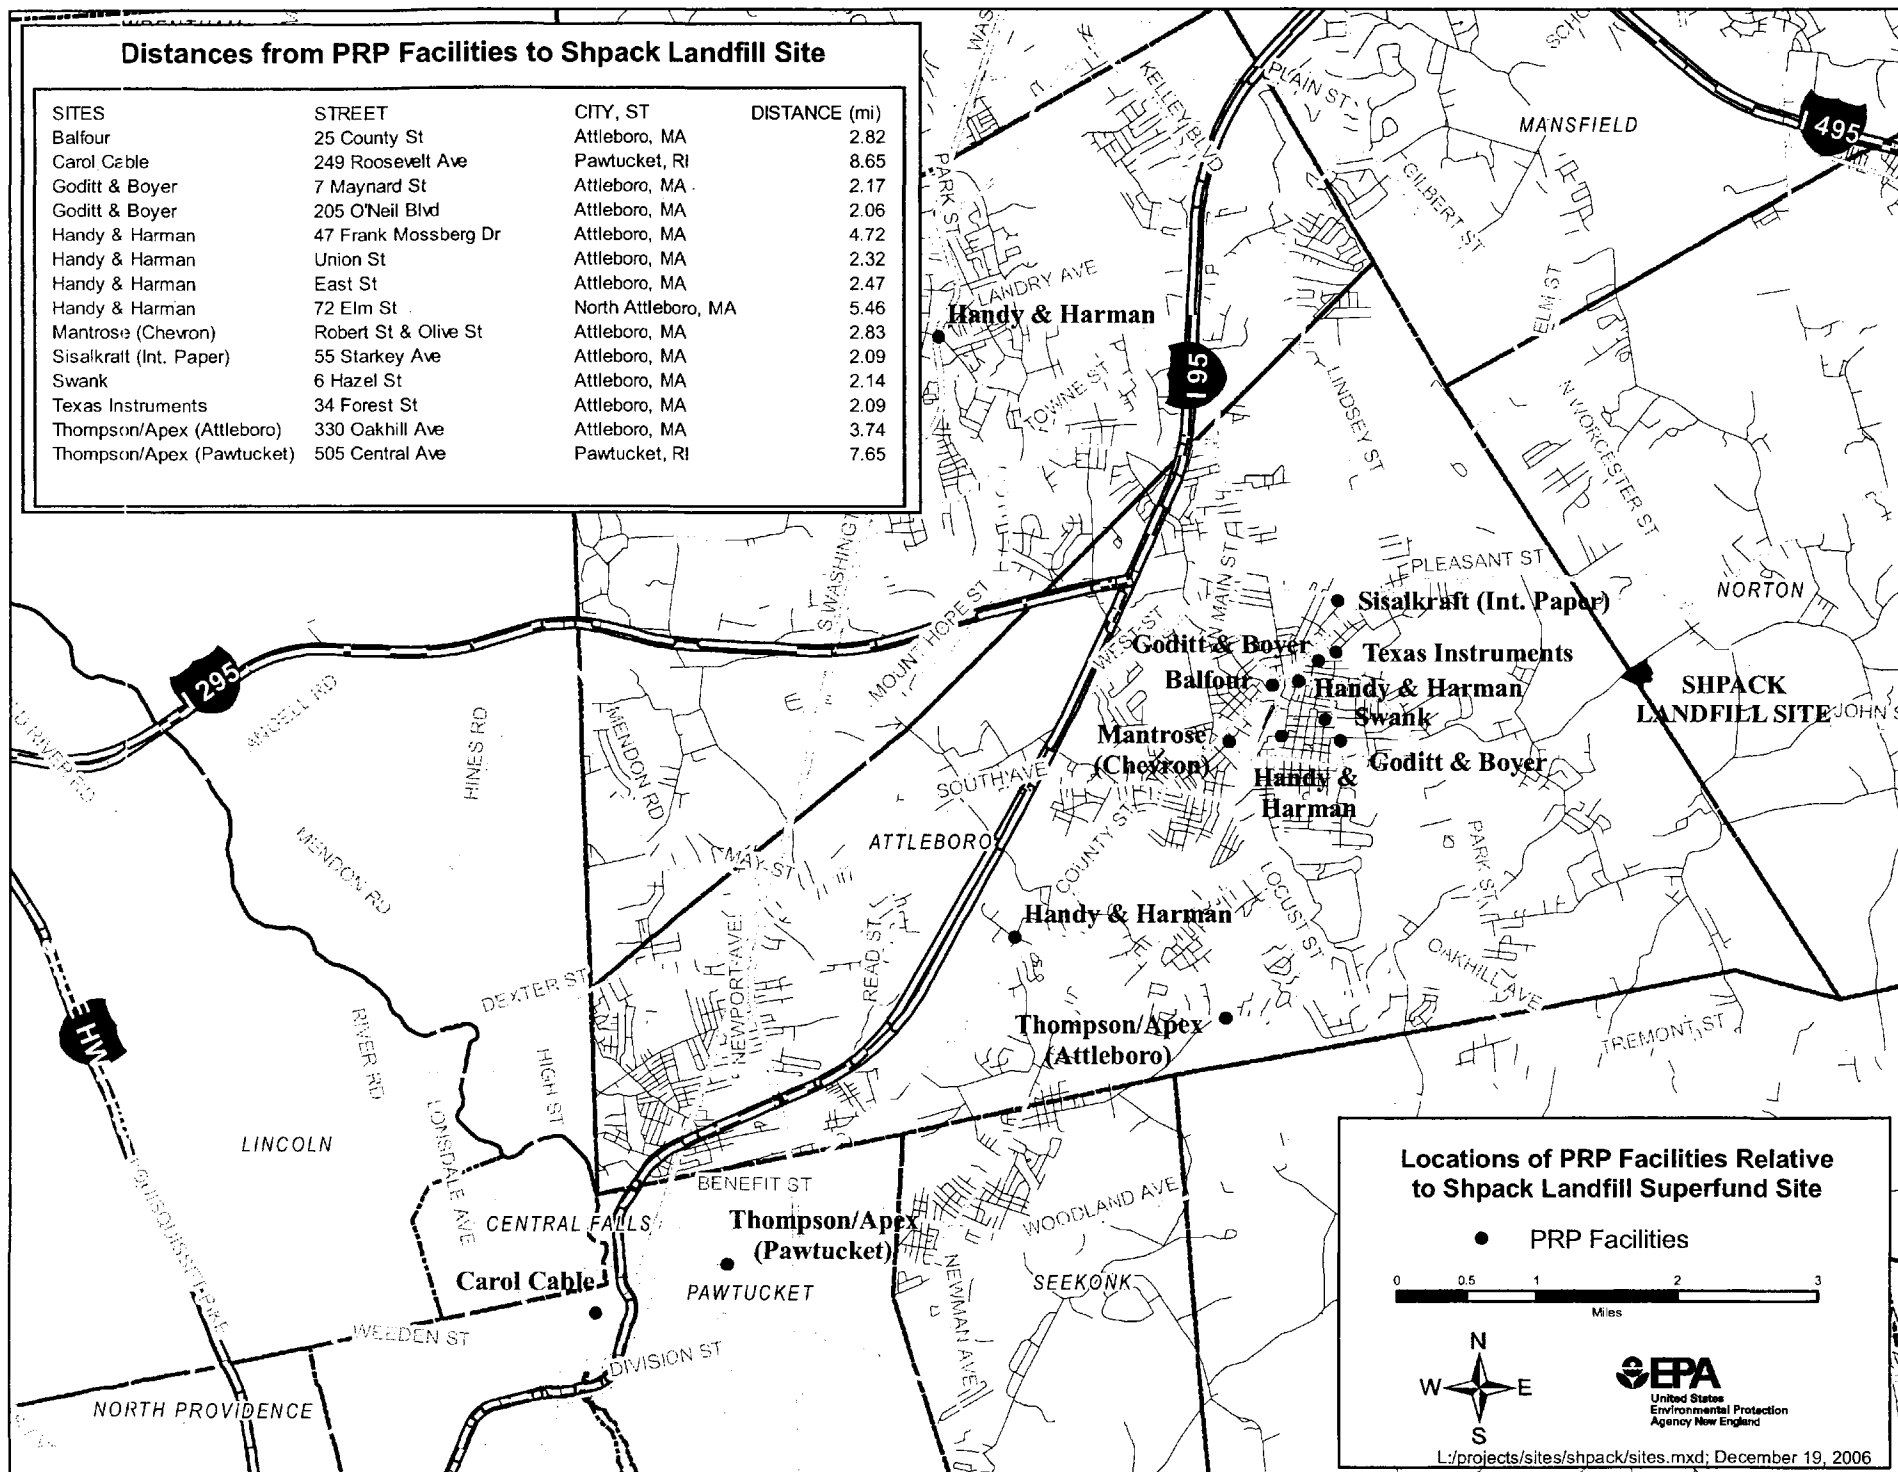 Distances from PRP Facilities to Shpack Landfill Site
SITES STREET CITY, ST DISTANCE (mi)
Balfour 25 County St Attleboro, MA 2.82
Carol Cable 249 Roosevelt Ave Pawtucket, RI 8.65
Goditt & Boyer 7 Maynard St Attleboro, MA 2.17
Goditt & Boyer 205 O'Neil Blvd Attleboro, MA 2.06
Handy & Harman 47 Frank Mossberg Dr Attleboro, MA 4.72
Handy & Harman Union St Attleboro, MA 2.32
Handy & Harman East St Attleboro, MA 2.47
Handy & Harman 72 Elm St North Attleboro, MA 5.46
Mantrose (Chevron) Robert St & Olive St Attleboro, MA 2.83
Sisalkraft (Int. Paper) 55 Starkey Ave Attleboro, MA 2.09
Swank 6 Hazel St Attleboro, MA 2.14
Texas Instruments 34 Forest St Attleboro, MA 2.09
Thompson/Apex (Attleboro) 330 Oakhill Ave Attleboro, MA 3.74
Thompson/Apex (Pawtucket) 505 Central Ave Pawtucket, RI 7.65
KELLEY BLVD
PLAIN ST
MANSFIELD
I 495
PARK ST
GILBERT ST
LANDRY AVE
ELM ST
Handy & Harman
I 95
TOWNE ST
LINDSEY ST
N WORCESTER ST
S WASHINGT
N MAIN ST
PLEASANT ST
NORTON
MOUNT HOPE ST
WEST ST
Sisalkraft (Int. Paper)
Goditt & Boyer
Texas Instruments
I 295
ANGELL RD
Balfour
Handy & Harman
SHPACK
LANDFILL SITE
JOHN S
HINES RD
MENDON RD
Swank
Mantrose
(Chevron)
SOUTH AVE
Goditt & Boyer
Handy &
Harman
MENDON RD
ATTLEBORO
MAY ST
COUNTY ST
PARK ST
LOCUST ST
Handy & Harman
NEWPORT AVE
READ ST
OAKHILL AVE
DEXTER ST
RIVER RD
HIGH ST
Thompson/Apex
(Attleboro)
TREMONT ST
LINCOLN
LONSDALE AVE
BENEFIT ST
WOODLAND AVE
CENTRAL FALLS
Thompson/Apex
(Pawtucket)
Carol Cable
PAWTUCKET
NEWMAN AVE
SEEKONK
WEEDEN ST
DIVISION ST
NORTH PROVIDENCE
Locations of PRP Facilities Relative
to Shpack Landfill Superfund Site
PRP Facilities
0 0.5 1 2 3
Miles
N
W E
S
EPA
United States
Environmental Protection
Agency New England
L:/projects/sites/shpack/sites.mxd; December 19, 2006